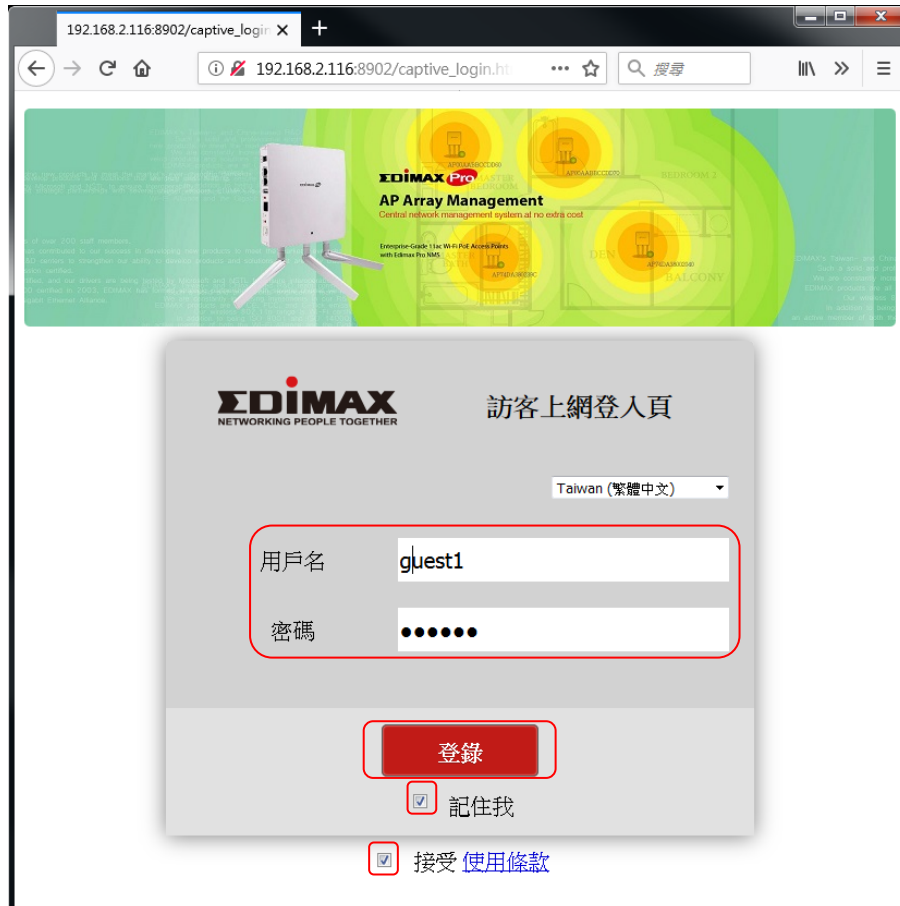 192.168.2.116:8902/captive_login
192.168.2.116:8902/captive_login.ht
搜尋
EDIMAX Pro
AP Array Management
Central network management system at no extra cost
Enterprise-Grade 11ac Wi-Fi PoE Access Points
with Edimax Pro NMS
BEDROOM 2
DEN
BALCONY
EDIMAX
NETWORKING PEOPLE TOGETHER
訪客上網登入頁
Taiwan (繁體中文)
用戶名
guest1
密碼
••••••
登錄
記住我
接受 使用條款